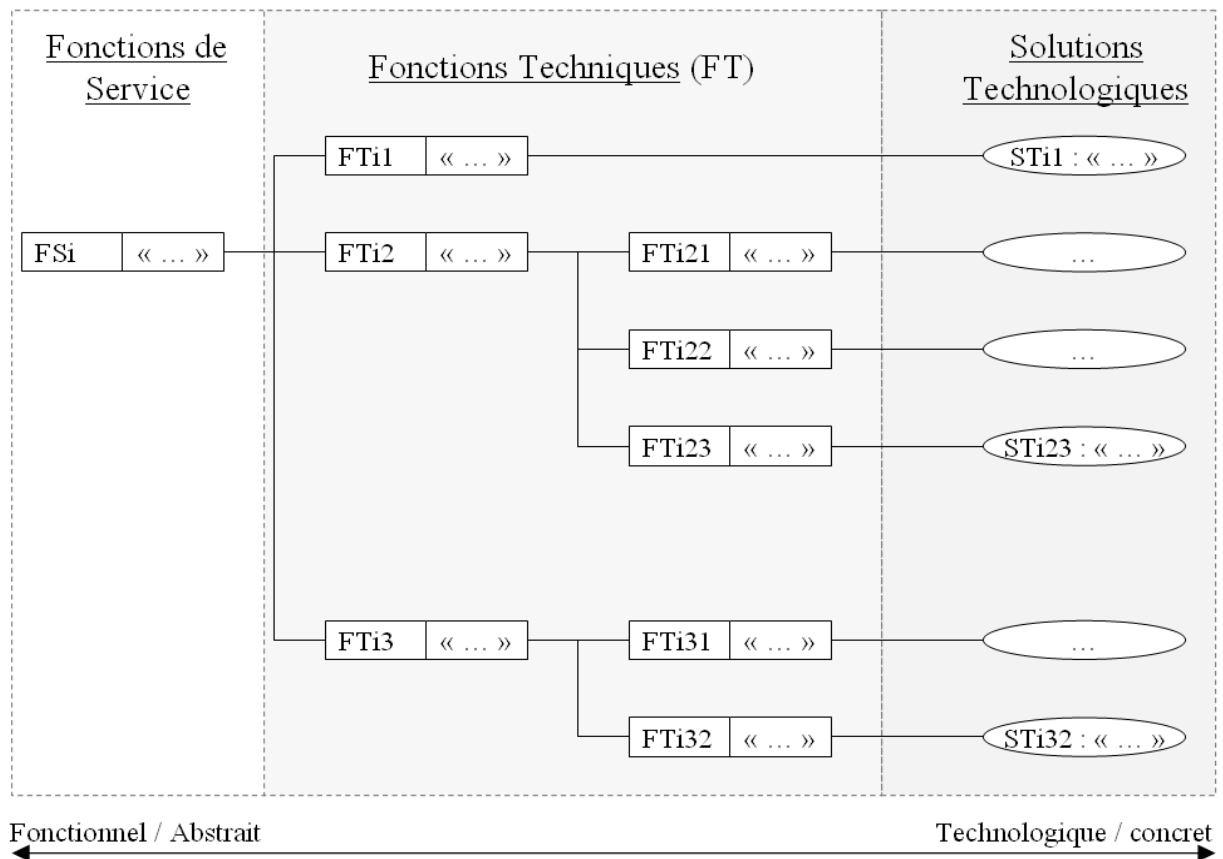 Fonctions de
Service
Fonctions Techniques (FT)
Solutions
Technologiques
FTi1 « … » STi1 : « … »
FSi « … » FTi2 « … » FTi21 « … » …
FTi22 « … » …
FTi23 « … » STi23 : « … »
FTi3 « … » FTi31 « … » …
FTi32 « … » STi32 : « … »
Fonctionnel / Abstrait
Technologique / concret